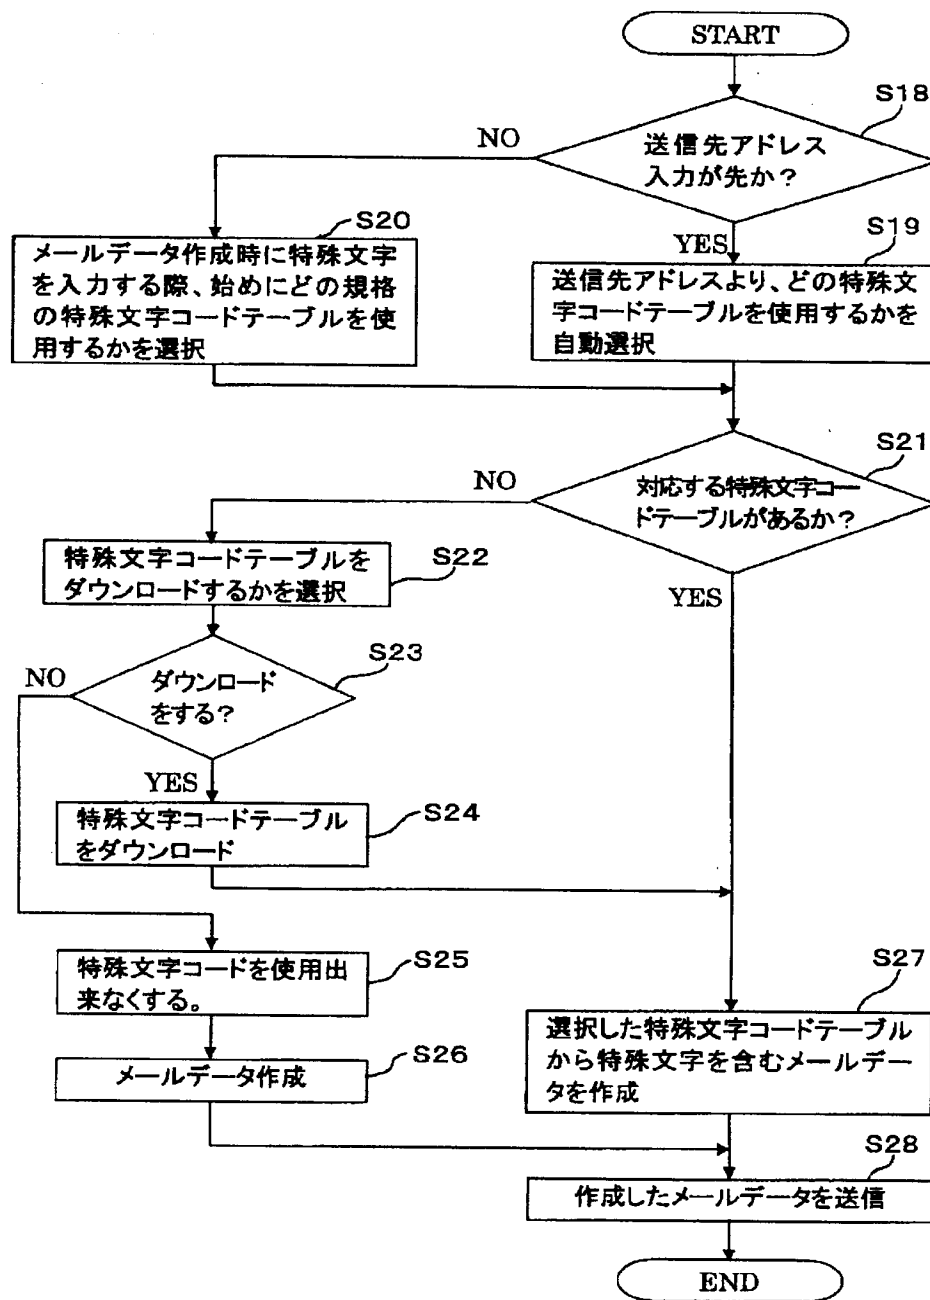 START
S18
送信先アドレス
入力が先か？
NO
YES
S20
メールデータ作成時に特殊文字
を入力する際、始めにどの規格
の特殊文字コードテーブルを使
用するかを選択
S19
送信先アドレスより、どの特殊文
字コードテーブルを使用するかを
自動選択
S21
対応する特殊文字コー
ドテーブルがあるか？
NO
YES
S22
特殊文字コードテーブルを
ダウンロードするかを選択
S23
ダウンロード
をする？
NO
YES
S24
特殊文字コードテーブル
をダウンロード
S25
特殊文字コードを使用出
来なくする。
S26
メールデータ作成
S27
選択した特殊文字コードテーブル
から特殊文字を含むメールデー
タを作成
S28
作成したメールデータを送信
END